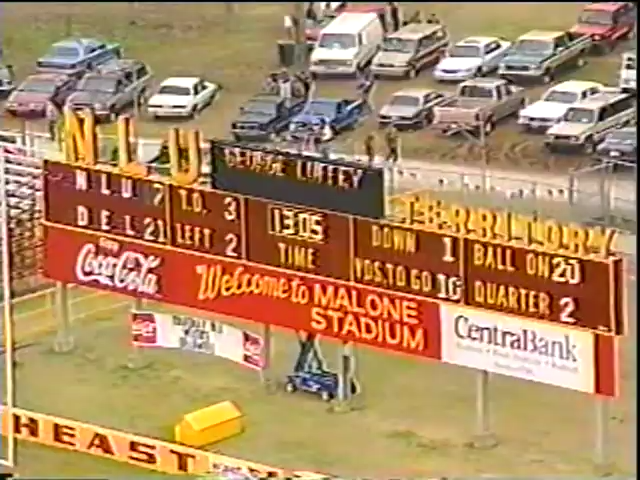 NLU
GEORGE
TERRITORY
NLU 7
DEL 21
T.O. 3
LEFT 2
13:05
TIME
DOWN 1
YDS.TO GO 10
BALL ON 20
QUARTER 2
Coca-Cola
Welcome to MALONE
STADIUM
CentralBank
HEAST